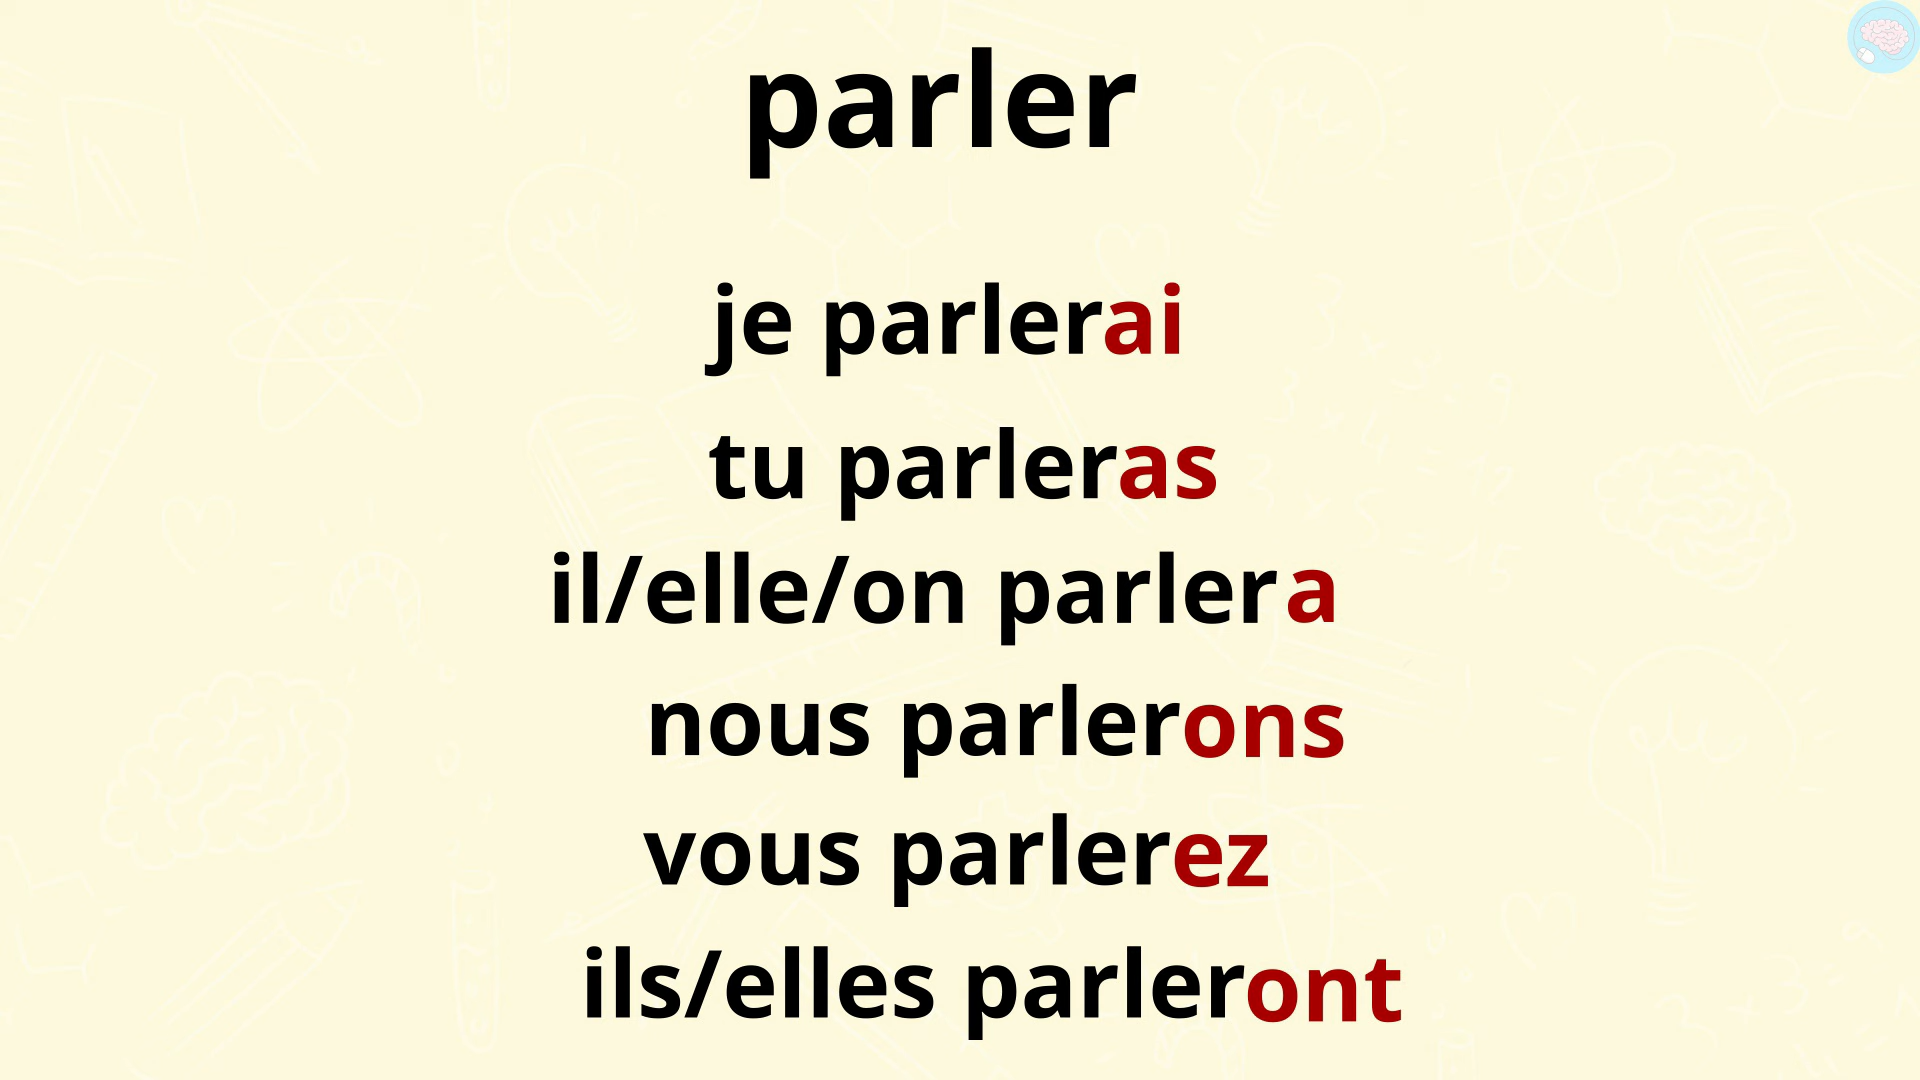 parler
je parlerai
tu parleras
il/elle/on parlera
nous parlerons
vous parlerez
ils/elles parleront